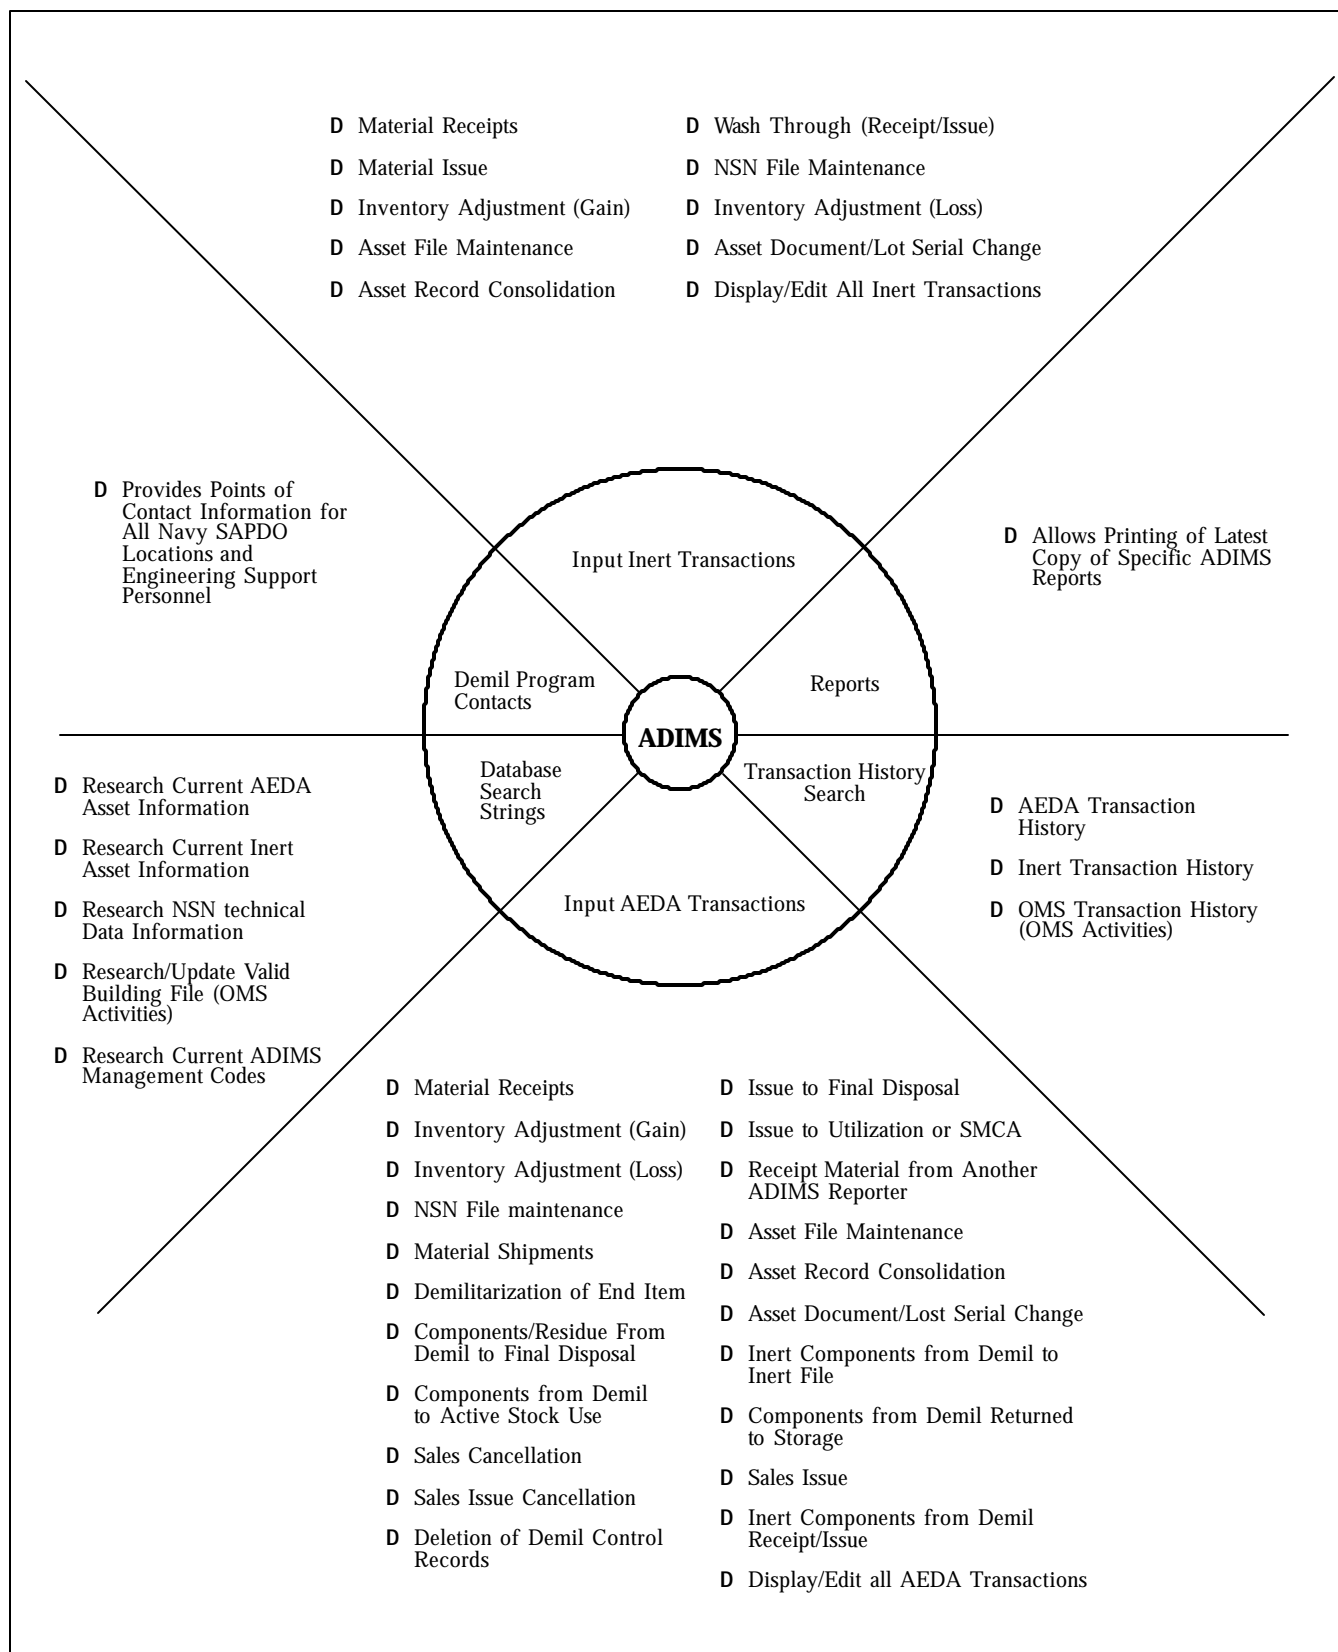 D Material Receipts
D Material Issue
D Inventory Adjustment (Gain)
D Asset File Maintenance
D Asset Record Consolidation
D Wash Through (Receipt/Issue)
D NSN File Maintenance
D Inventory Adjustment (Loss)
D Asset Document/Lot Serial Change
D Display/Edit All Inert Transactions
D Provides Points of
Contact Information for
All Navy SAPDO
Locations and
Engineering Support
Personnel
Input Inert Transactions
D Allows Printing of Latest
Copy of Specific ADIMS
Reports
Demil Program
Contacts
Reports
ADIMS
Database
Search
Strings
Transaction History
Search
Input AEDA Transactions
D Research Current AEDA
Asset Information
D Research Current Inert
Asset Information
D Research NSN technical
Data Information
D Research/Update Valid
Building File (OMS
Activities)
D Research Current ADIMS
Management Codes
D AEDA Transaction
History
D Inert Transaction History
D OMS Transaction History
(OMS Activities)
D Material Receipts
D Inventory Adjustment (Gain)
D Inventory Adjustment (Loss)
D NSN File maintenance
D Material Shipments
D Demilitarization of End Item
D Components/Residue From
Demil to Final Disposal
D Components from Demil
to Active Stock Use
D Sales Cancellation
D Sales Issue Cancellation
D Deletion of Demil Control
Records
D Issue to Final Disposal
D Issue to Utilization or SMCA
D Receipt Material from Another
ADIMS Reporter
D Asset File Maintenance
D Asset Record Consolidation
D Asset Document/Lost Serial Change
D Inert Components from Demil to
Inert File
D Components from Demil Returned
to Storage
D Sales Issue
D Inert Components from Demil
Receipt/Issue
D Display/Edit all AEDA Transactions